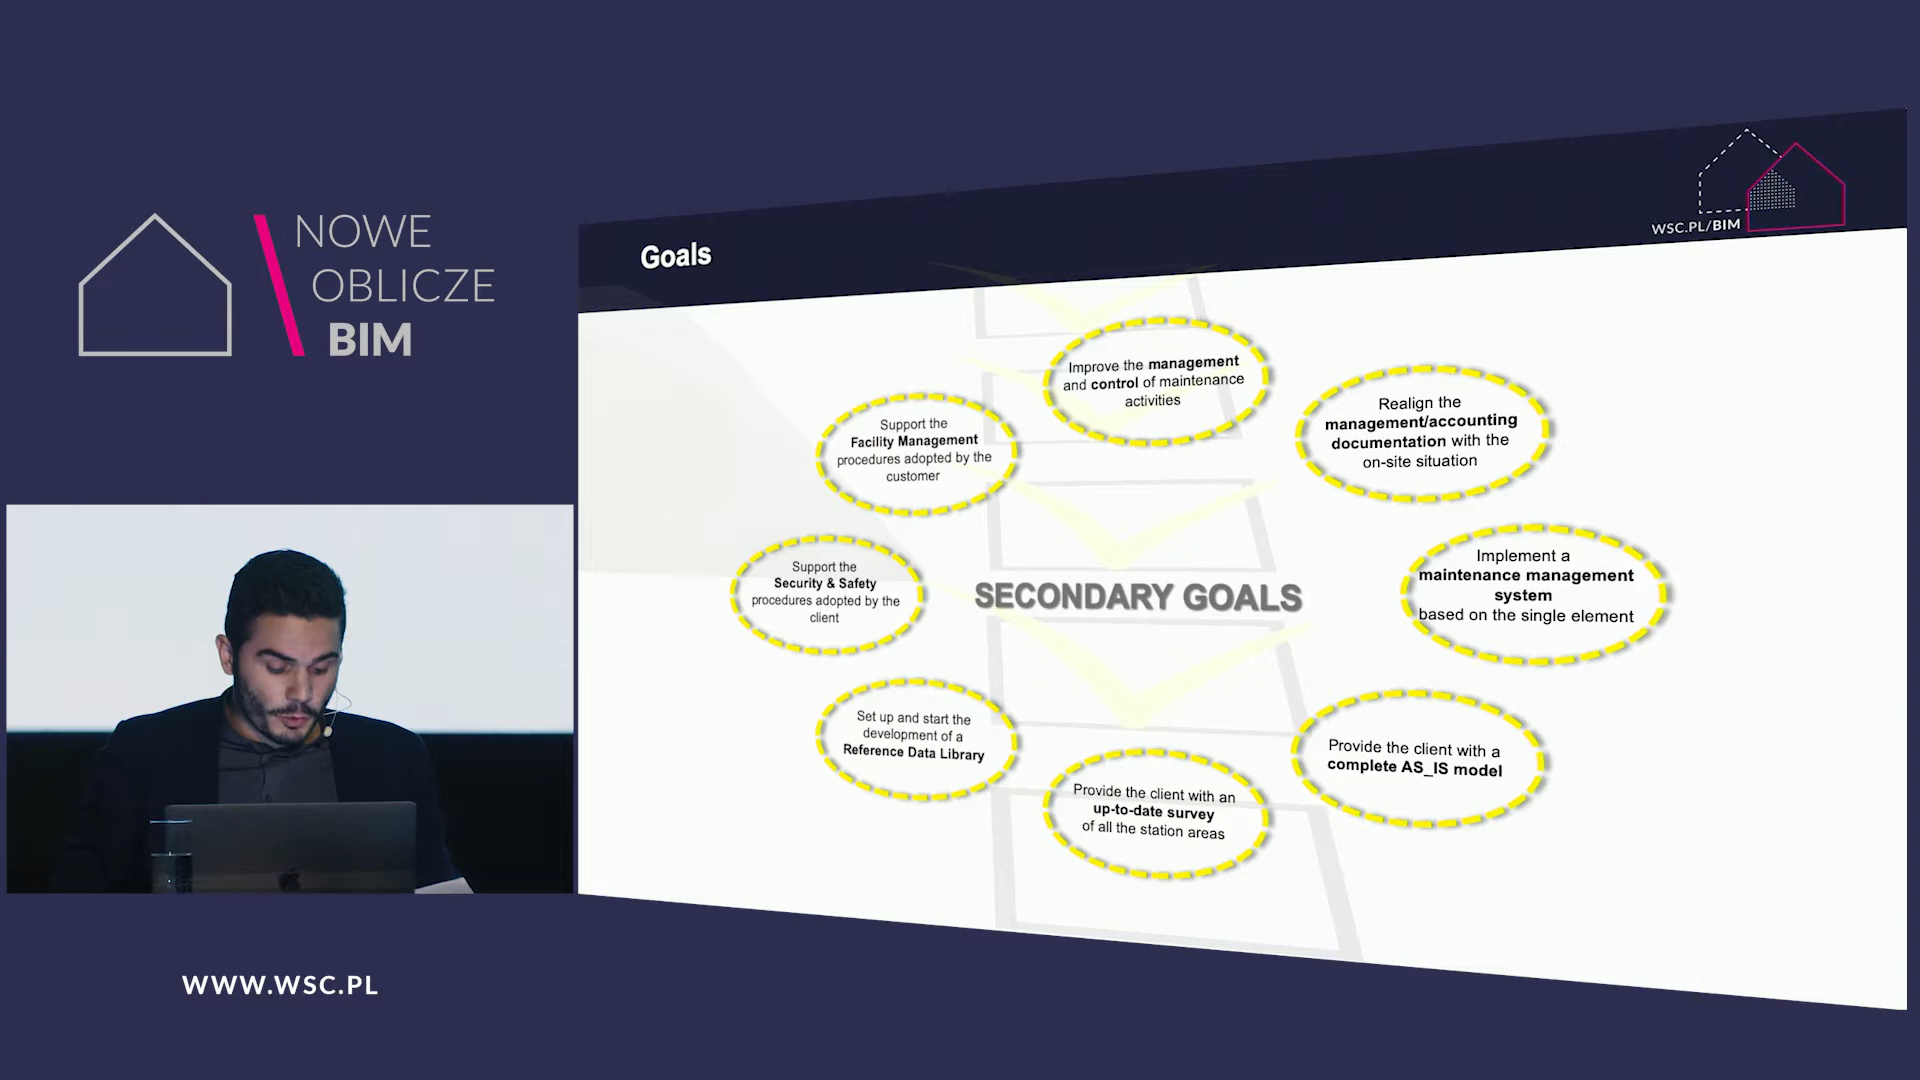 NOWE
OBLICZE
BIM
WWW.WSC.PL
Goals
WSC.PL/BIM
Improve the management
and control of maintenance
activities
Realign the
management/accounting
documentation with the
on-site situation
Implement a
maintenance management
system
based on the single element
Provide the client with a
complete AS_IS model
Provide the client with an
up-to-date survey
of all the station areas
Set up and start the
development of a
Reference Data Library
Support the
Security & Safety
procedures adopted by the
client
Support the
Facility Management
procedures adopted by the
customer
SECONDARY GOALS